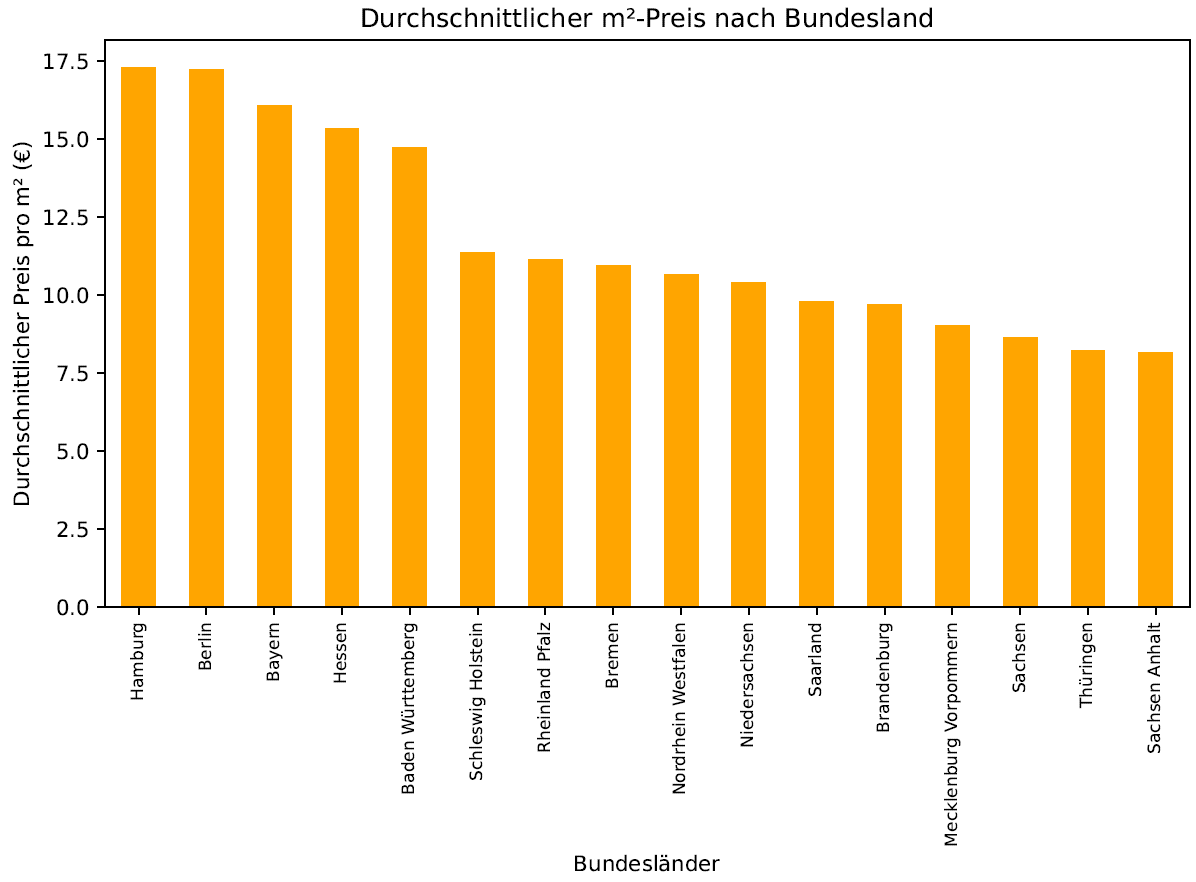 Durchschnittlicher m²-Preis nach Bundesland
Durchschnittlicher Preis pro m² (€)
17.5
15.0
12.5
10.0
7.5
5.0
2.5
0.0
Hamburg
Berlin
Bayern
Hessen
Baden Württemberg
Schleswig Holstein
Rheinland Pfalz
Bremen
Nordrhein Westfalen
Niedersachsen
Saarland
Brandenburg
Mecklenburg Vorpommern
Sachsen
Thüringen
Sachsen Anhalt
Bundesländer